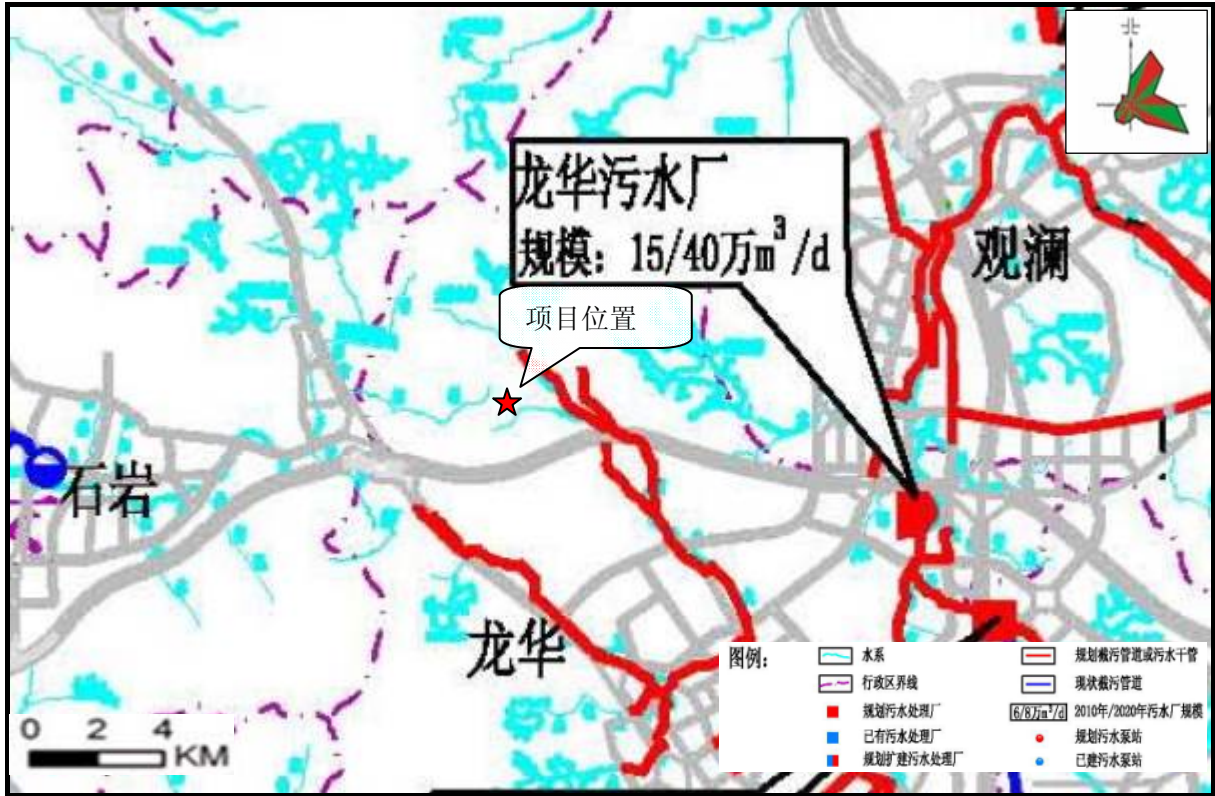 北
龙华污水厂
规模：15/40万m³/d
观澜
项目位置
石岩
龙华
图例：
水系
规划截污管道或污水干管
行政区界线
现状截污管道
规划污水处理厂
6/8万m³/d 2010年/2020年污水厂规模
已有污水处理厂
规划污水泵站
规划扩建污水处理厂
已建污水泵站
0 2 4
KM